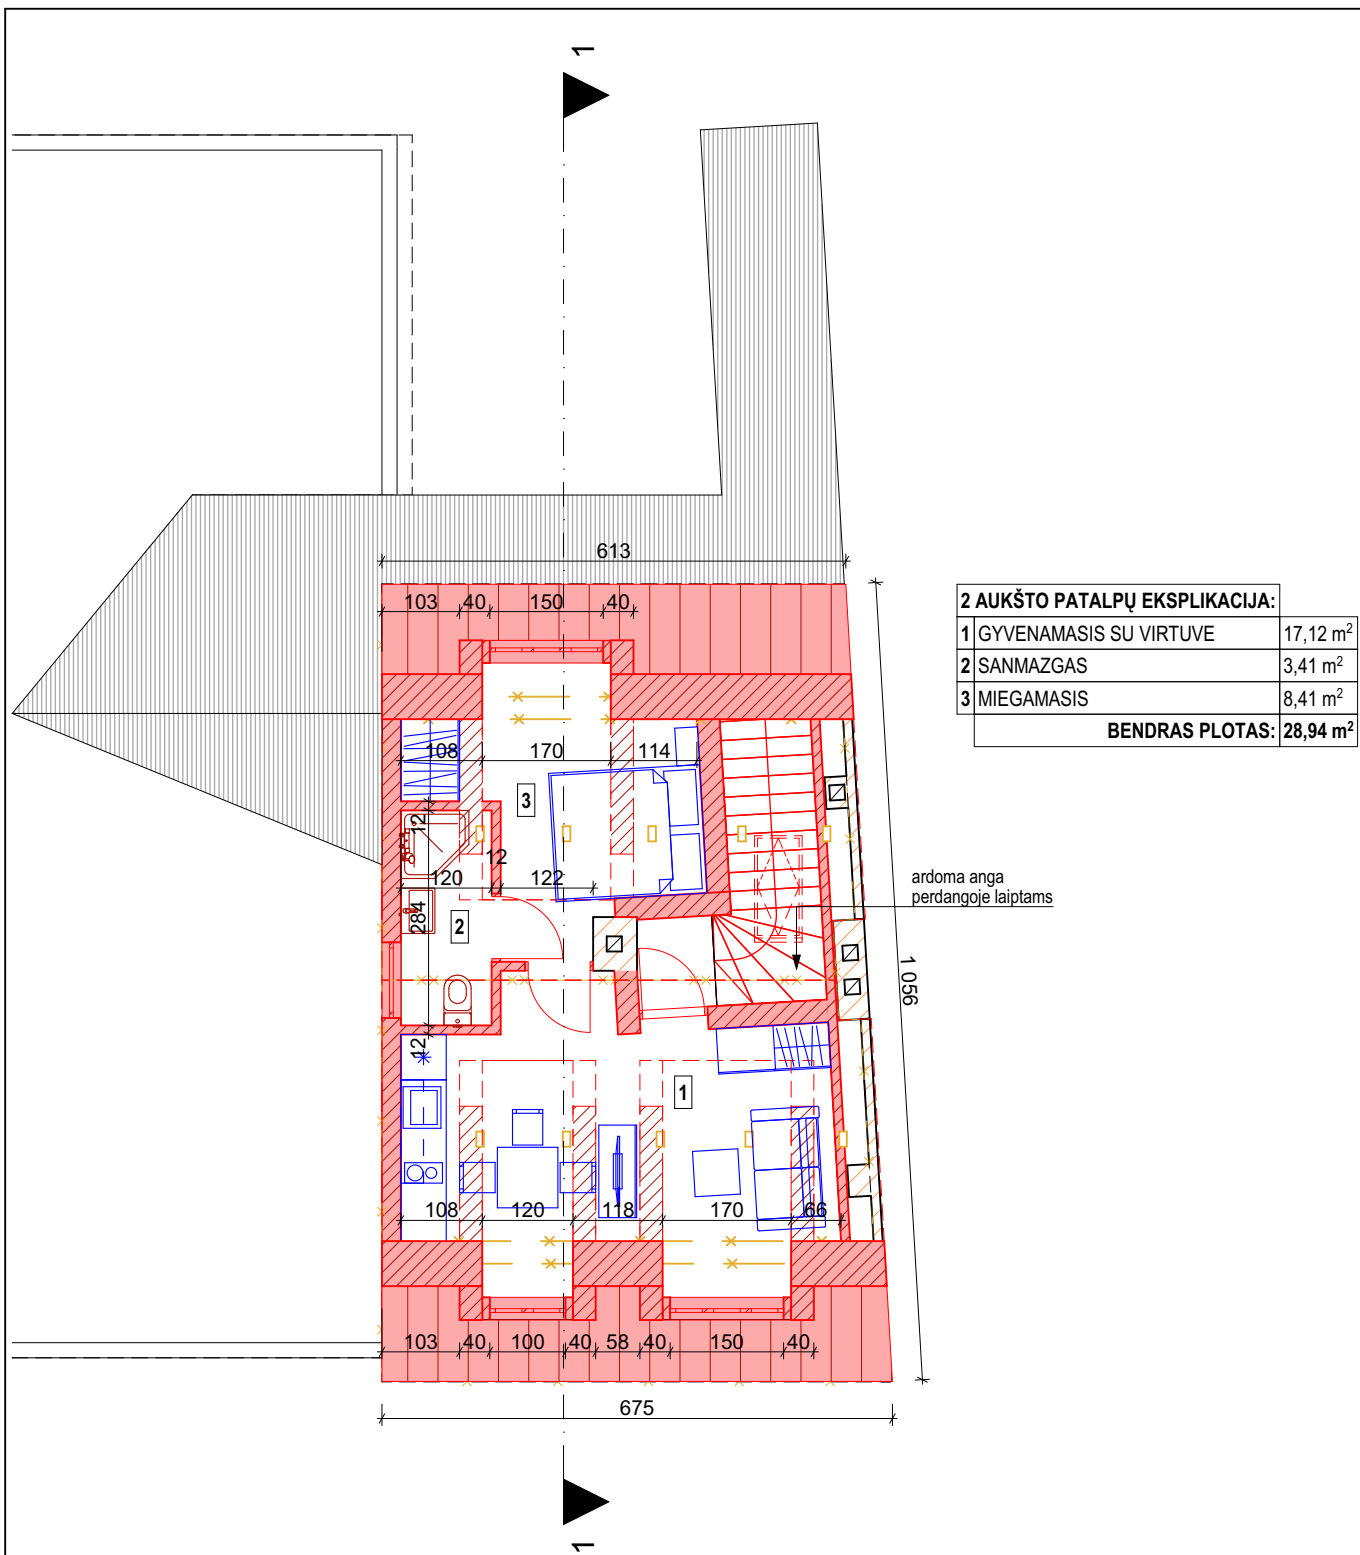 1
613
103 40 150 40
2 AUKŠTO PATALPŲ EKSPLIKACIJA:
1 GYVENAMASIS SU VIRTUVE 17,12 m²
2 SANMAZGAS 3,41 m²
3 MIEGAMASIS 8,41 m²
BENDRAS PLOTAS: 28,94 m²
108 170 114
3
12
12
120 122
ardoma anga
perdangoje laiptams
284
2
1 056
12
1
108 120 118 170 66
103 40 100 40 58 40 150 40
675
1